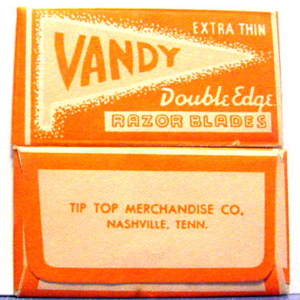 EXTRA THIN
VANDY
Double Edge
RAZOR BLADES
TIP TOP MERCHANDISE CO.
NASHVILLE, TENN.